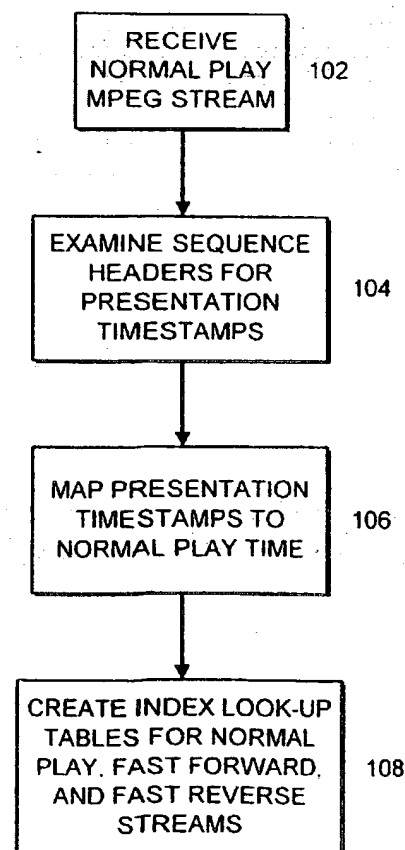 RECEIVE
NORMAL PLAY
MPEG STREAM
102
EXAMINE SEQUENCE
HEADERS FOR
PRESENTATION
TIMESTAMPS
104
MAP PRESENTATION
TIMESTAMPS TO
NORMAL PLAY TIME
106
CREATE INDEX LOOK-UP
TABLES FOR NORMAL
PLAY, FAST FORWARD,
AND FAST REVERSE
STREAMS
108